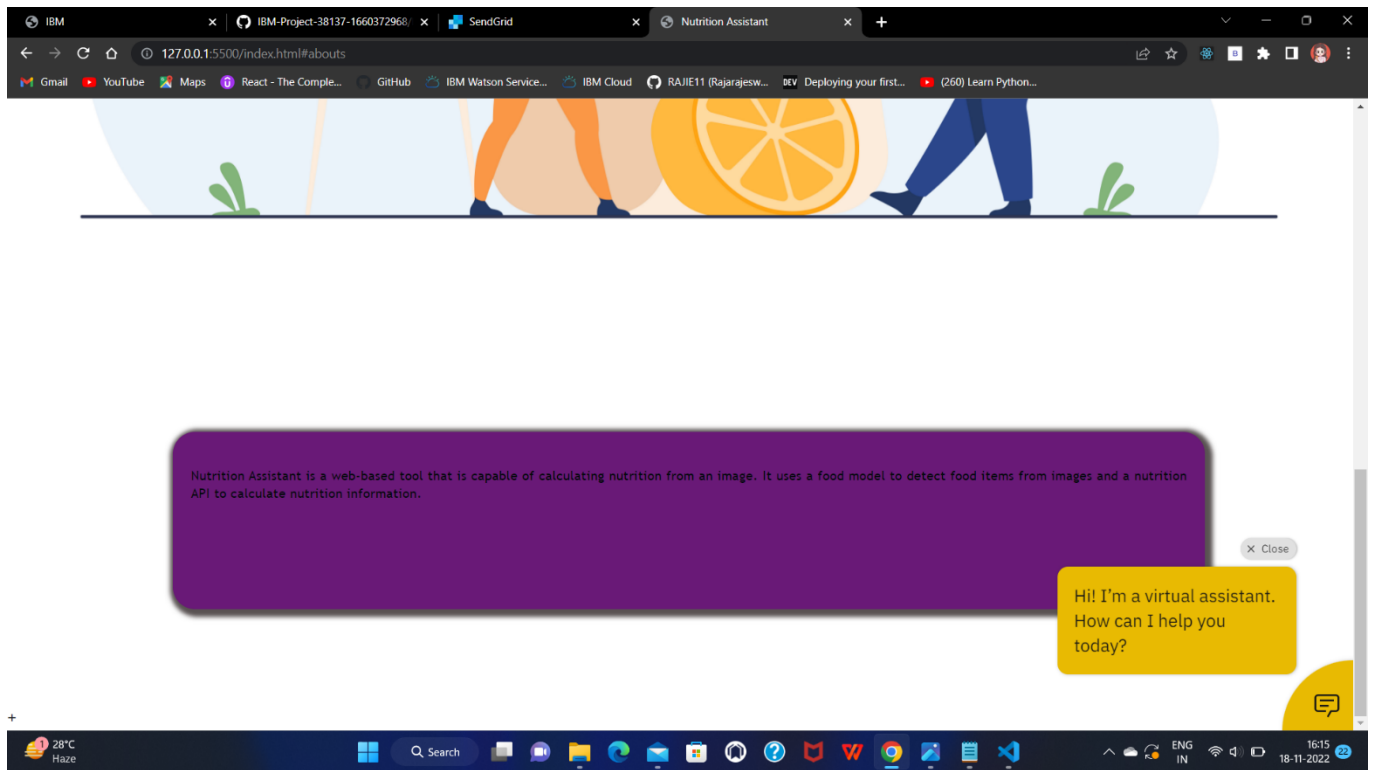 IBM
IBM-Project-38137-1660372968/
SendGrid
Nutrition Assistant
127.0.0.1:5500/index.html#abouts
Gmail
YouTube
Maps
React - The Comple...
GitHub
IBM Watson Service...
IBM Cloud
RAJIE11 (Rajarajesw...
DEV
Deploying your first...
(260) Learn Python...
Nutrition Assistant is a web-based tool that is capable of calculating nutrition from an image. It uses a food model to detect food items from images and a nutrition
API to calculate nutrition information.
× Close
Hi! I'm a virtual assistant.
How can I help you
today?
+
1
28°C
Haze
Search
ENG
IN
16:15
18-11-2022
22